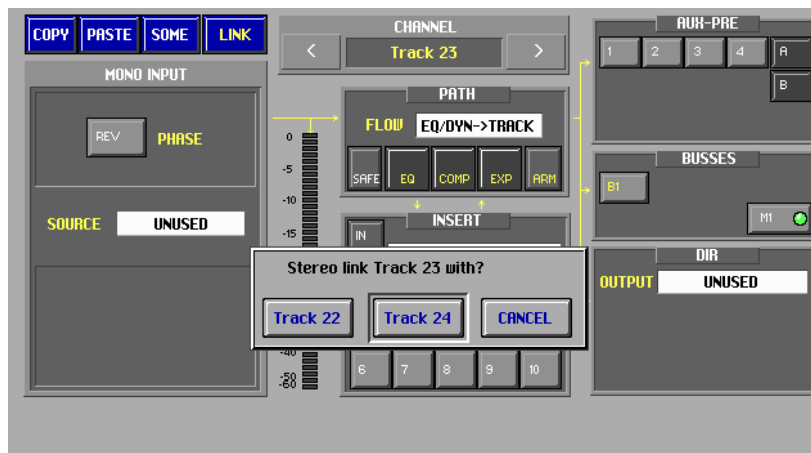 COPY PASTE SOME LINK
CHANNEL
< Track 23 >
AUX-PRE
1 2 3 4 A
B
MONO INPUT
REV PHASE
SOURCE UNUSED
0
-5
-10
-15
-40
-50
-60
PATH
FLOW EQ/DYN->TRACK
SAFE EQ COMP EXP ARM
INSERT
IN
BUSSES
B1
M1
DIR
OUTPUT UNUSED
Stereo link Track 23 with?
Track 22 Track 24 CANCEL
6 7 8 9 10